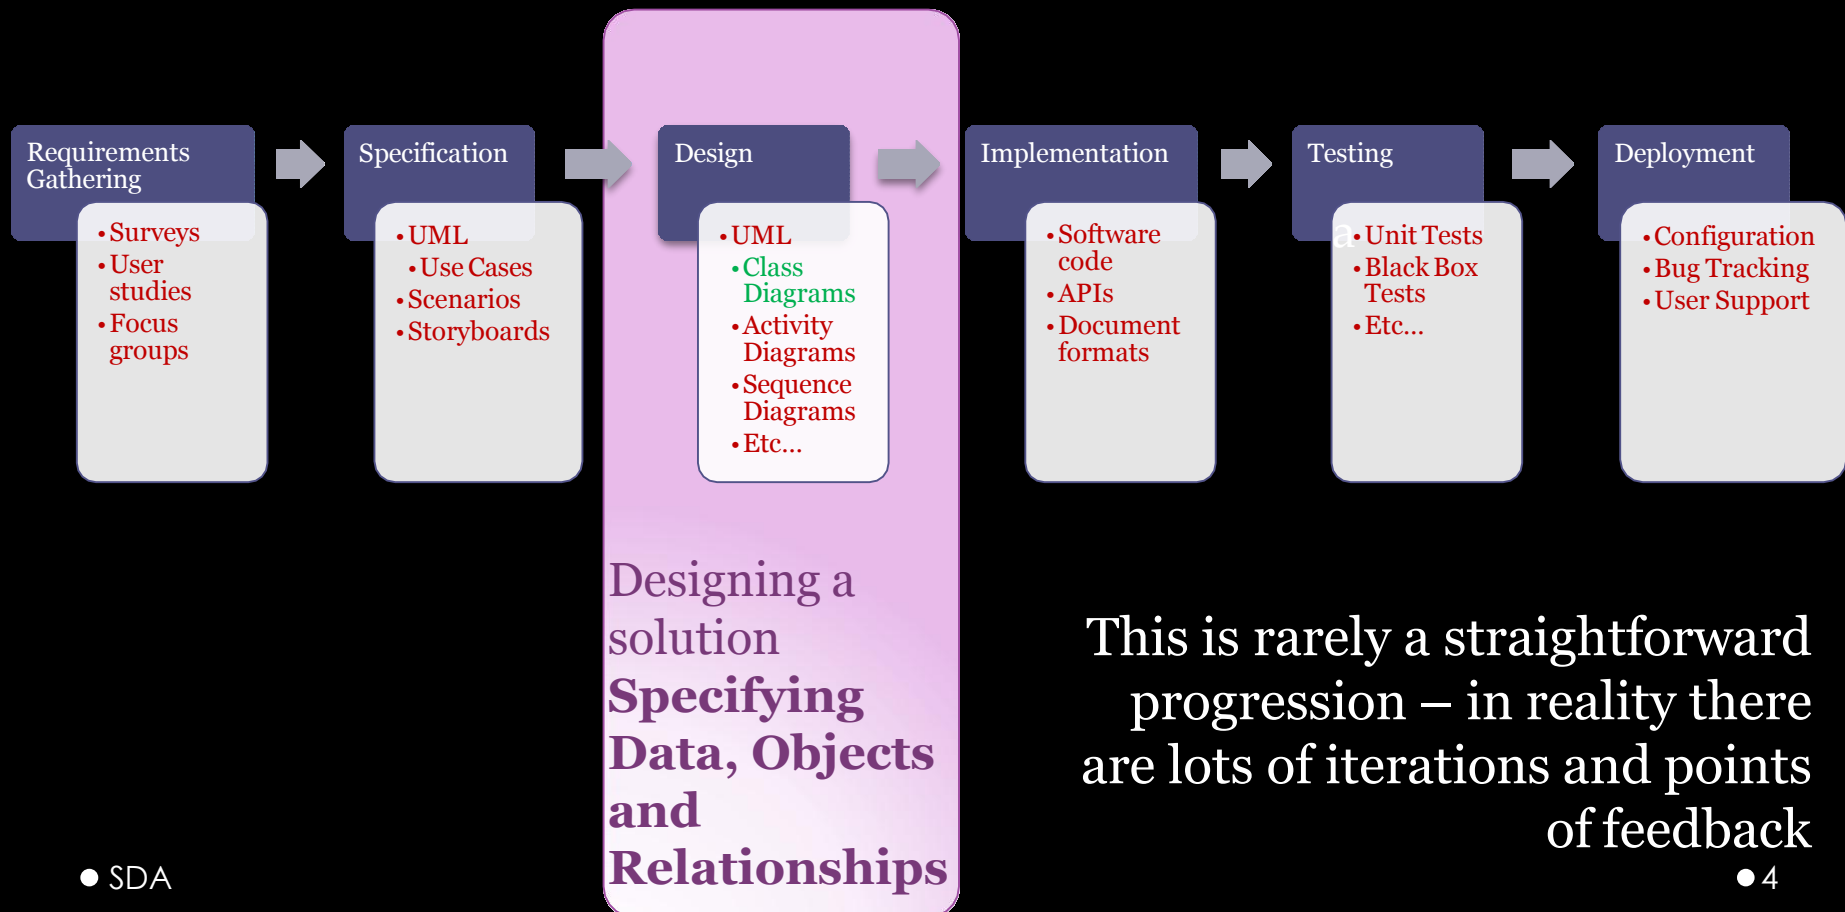 Requirements
Gathering
• Surveys
• User
studies
• Focus
groups
Specification
• UML
• Use Cases
• Scenarios
• Storyboards
Design
• UML
• Class
Diagrams
• Activity
Diagrams
• Sequence
Diagrams
• Etc...
Implementation
• Software
code
• APIs
• Document
formats
Testing
a
• Unit Tests
• Black Box
Tests
• Etc...
Deployment
• Configuration
• Bug Tracking
• User Support
Designing a
solution
Specifying
Data, Objects
and
Relationships
This is rarely a straightforward
progression – in reality there
are lots of iterations and points
of feedback
● SDA
● 4